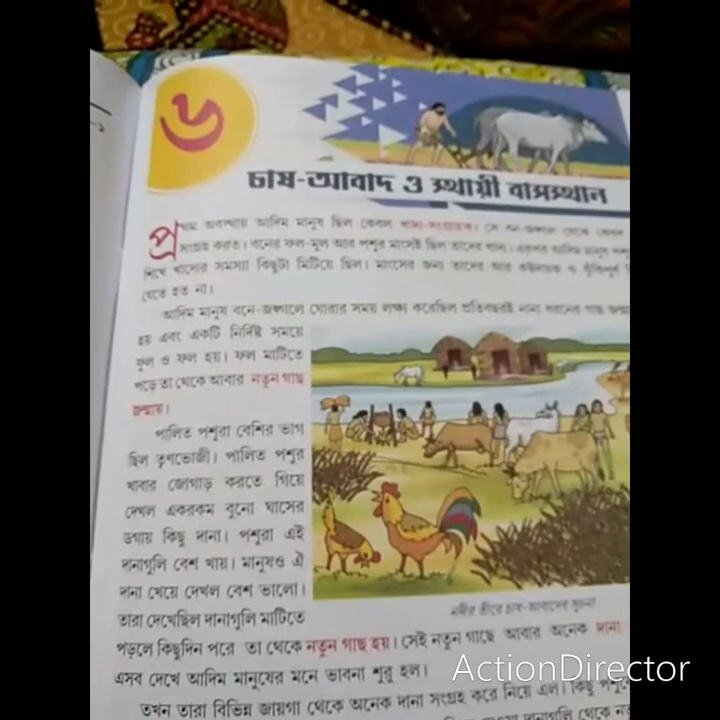 ৬
চাষ-আবাদ ও স্থায়ী বাসস্থান
প্রথম অবস্থায় আদিম মানুষ ছিল কেবল খাদ্য-সংগ্রাহক। সে বন-জঙ্গল থেকে কেবল
সংগ্রহ করত। বনের ফল-মূল আর পশুর মাংসই ছিল তাদের খাদ্য। এরপর আদিম মানুষ
শিখে খাদ্যের সমস্যা কিছুটা মিটিয়ে ছিল। মাংসের জন্য তাদের আর কষ্টসাধ্য ও ঝুঁকিপূর্ণ
যেতে হত না।
আদিম মানুষ বনে-জঙ্গলে ঘোরার সময় লক্ষ্য করেছিল প্রতিবছরই নানা ধরনের গাছ
হয় এবং একটি নির্দিষ্ট সময়ে
ফুল ও ফল হয়। ফল মাটিতে
পড়ে তা থেকে আবার নতুন গাছ
জন্মায়।
পালিত পশুরা বেশির ভাগ
ছিল তৃণভোজী। পালিত পশুর
খাবার জোগাড় করতে গিয়ে
দেখল একরকম বুনো ঘাসের
ডগায় কিছু দানা। পশুরা এই
দানাগুলি বেশ খায়। মানুষও ঐ
দানা খেয়ে দেখল বেশ ভালো।
তারা দেখেছিল দানাগুলি মাটিতে
নদীর তীরে চাষ-আবাদের সূচনা
পড়লে কিছুদিন পরে তা থেকে নতুন গাছ হয়। সেই নতুন গাছে আবার অনেক দানা
এসব দেখে আদিম মানুষের মনে ভাবনা শুরু হল।
তখন তারা বিভিন্ন জায়গা থেকে অনেক দানা সংগ্রহ করে নিয়ে এল। কিছু
দানাগুলি থেকে
ActionDirector